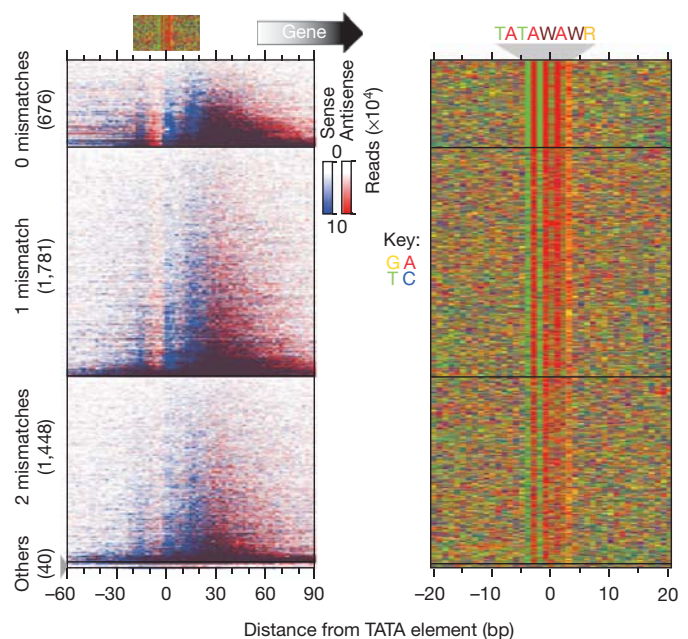 Gene
TATAWAWR
0 mismatches
(676)
1 mismatch
(1,781)
2 mismatches
(1,448)
Others
(40)
Sense
Antisense
0
10
Reads (×10⁴)
Key:
G A
T C
−60 −30 0 30 60 90
−20 −10 0 10 20
Distance from TATA element (bp)